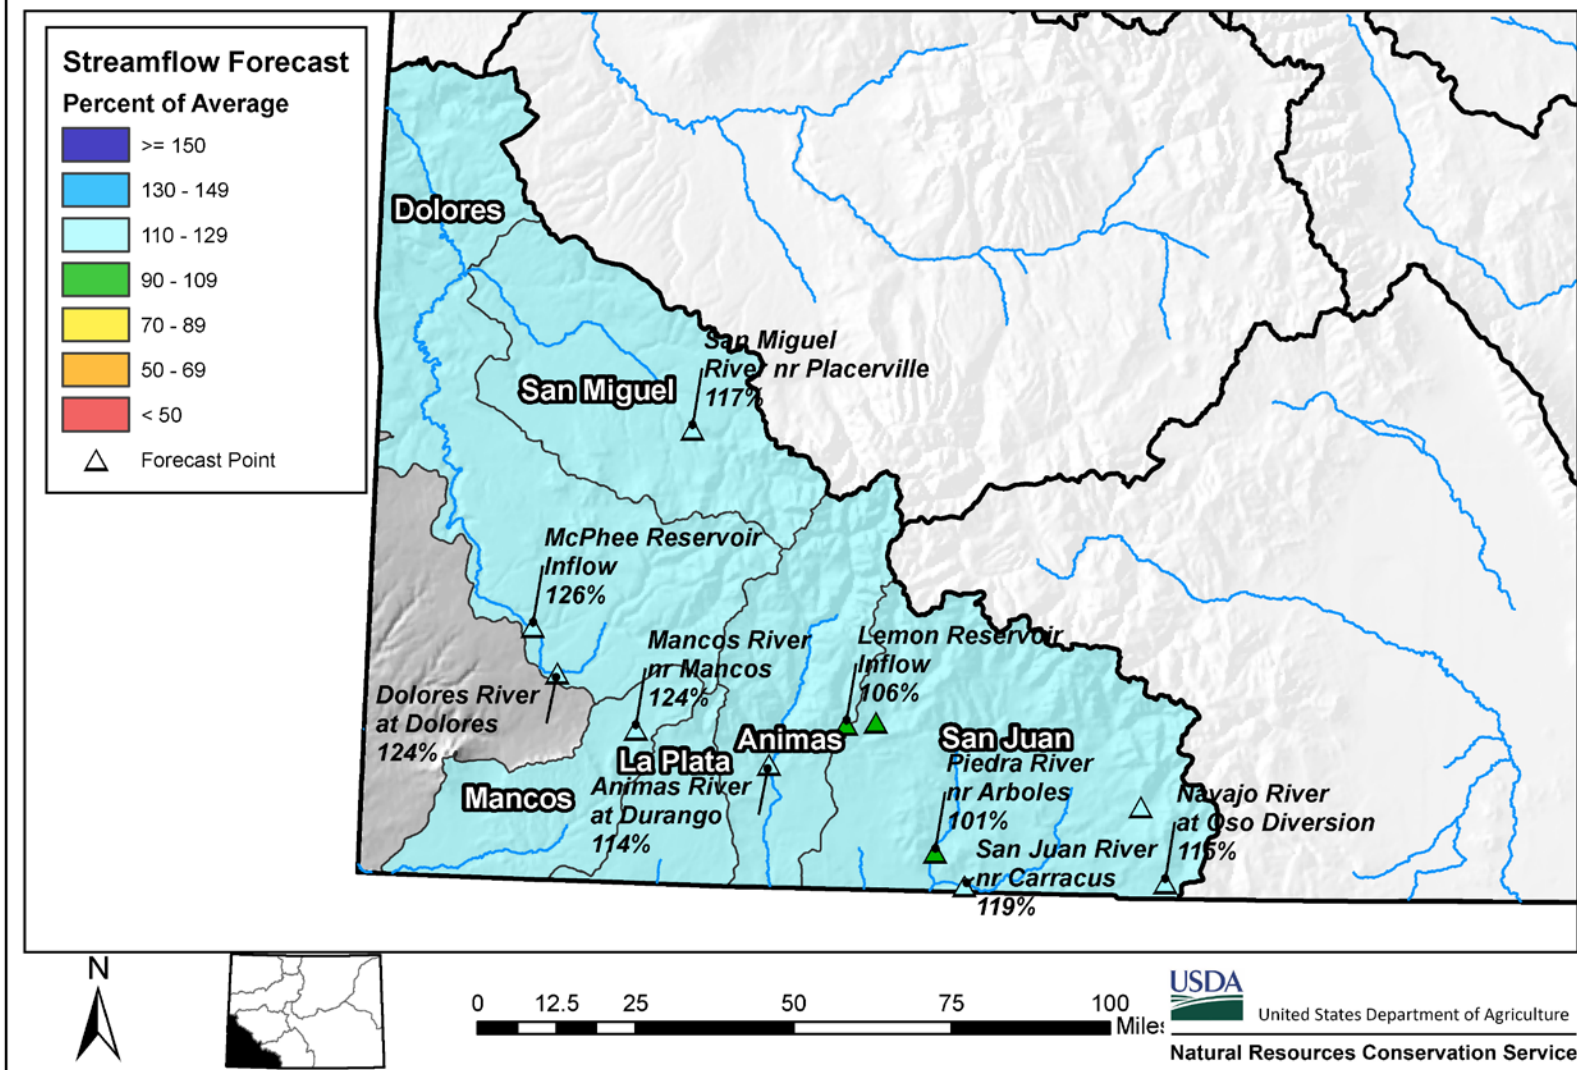 Streamflow Forecast
Percent of Average
>= 150
130 - 149
110 - 129
90 - 109
70 - 89
50 - 69
< 50
Forecast Point
Dolores
San Miguel
River nr Placerville
117%
San Miguel
McPhee Reservoir
Inflow
126%
Mancos River
nr Mancos
124%
Lemon Reservoir
Inflow
106%
Dolores River
at Dolores
124%
La Plata
Animas
San Juan
Mancos
Animas River
at Durango
114%
Piedra River
nr Arboles
101%
Navajo River
at Oso Diversion
115%
San Juan River
nr Carracus
119%
N
0 12.5 25 50 75 100
Miles
USDA
United States Department of Agriculture
Natural Resources Conservation Service